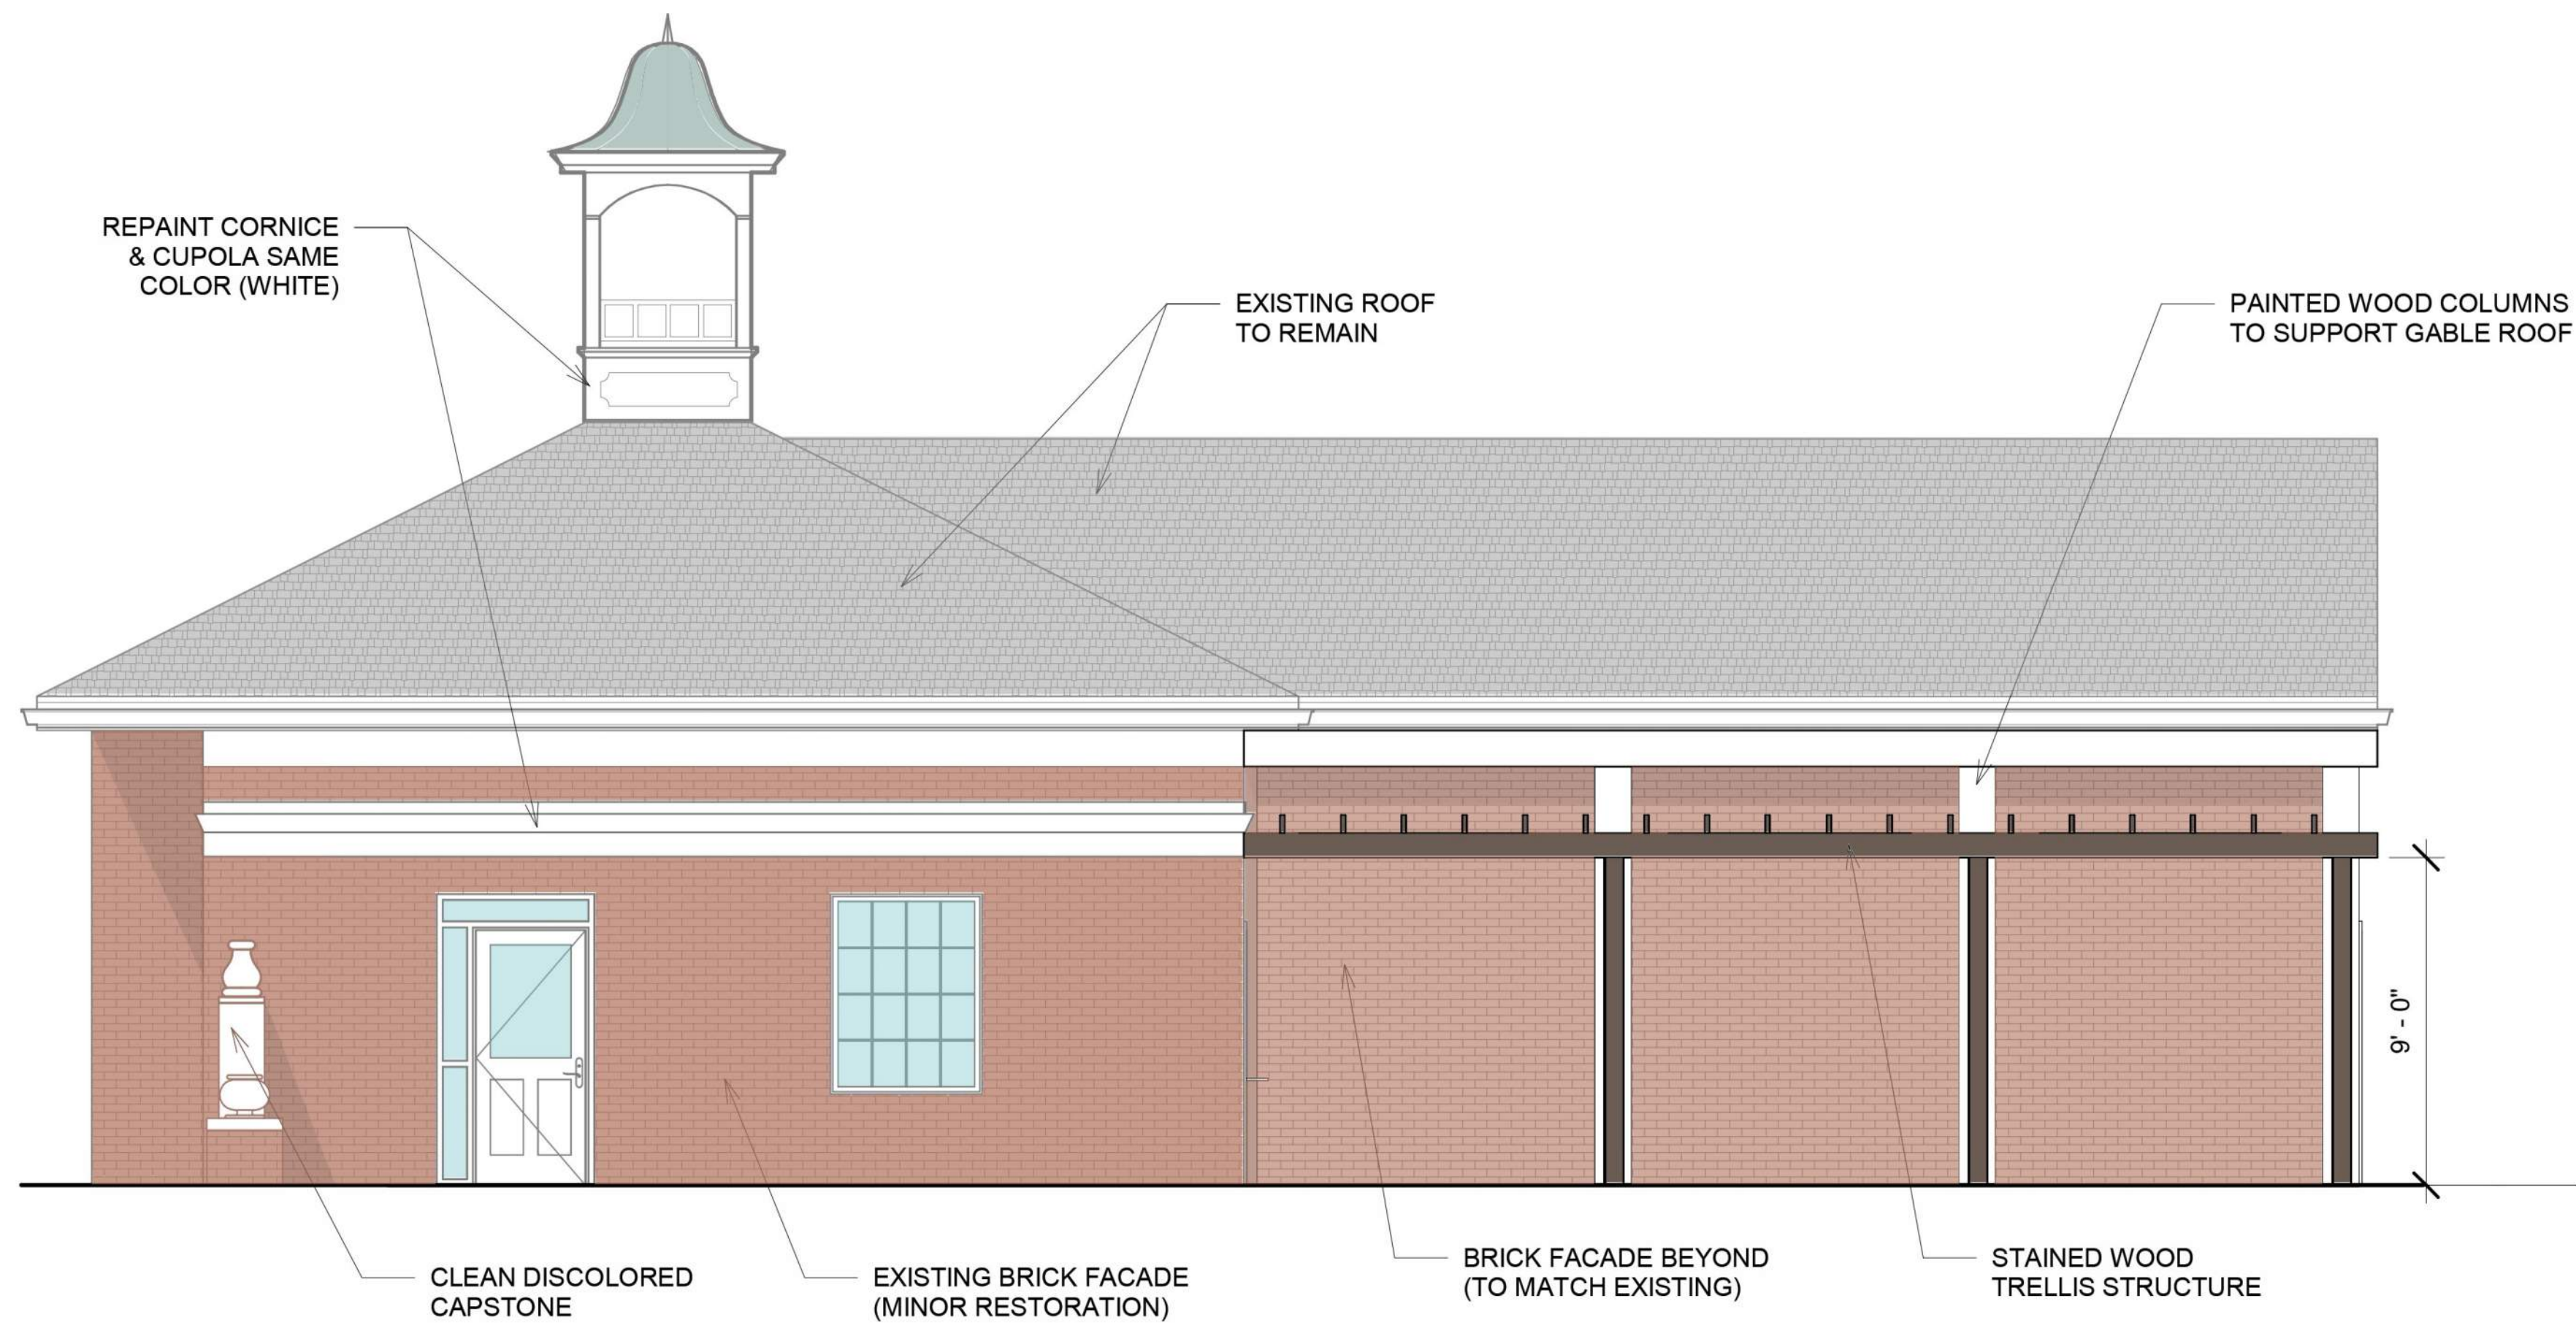 REPAINT CORNICE
& CUPOLA SAME
COLOR (WHITE)
EXISTING ROOF
TO REMAIN
PAINTED WOOD COLUMNS
TO SUPPORT GABLE ROOF
9' - 0"
CLEAN DISCOLORED
CAPSTONE
EXISTING BRICK FACADE
(MINOR RESTORATION)
BRICK FACADE BEYOND
(TO MATCH EXISTING)
STAINED WOOD
TRELLIS STRUCTURE